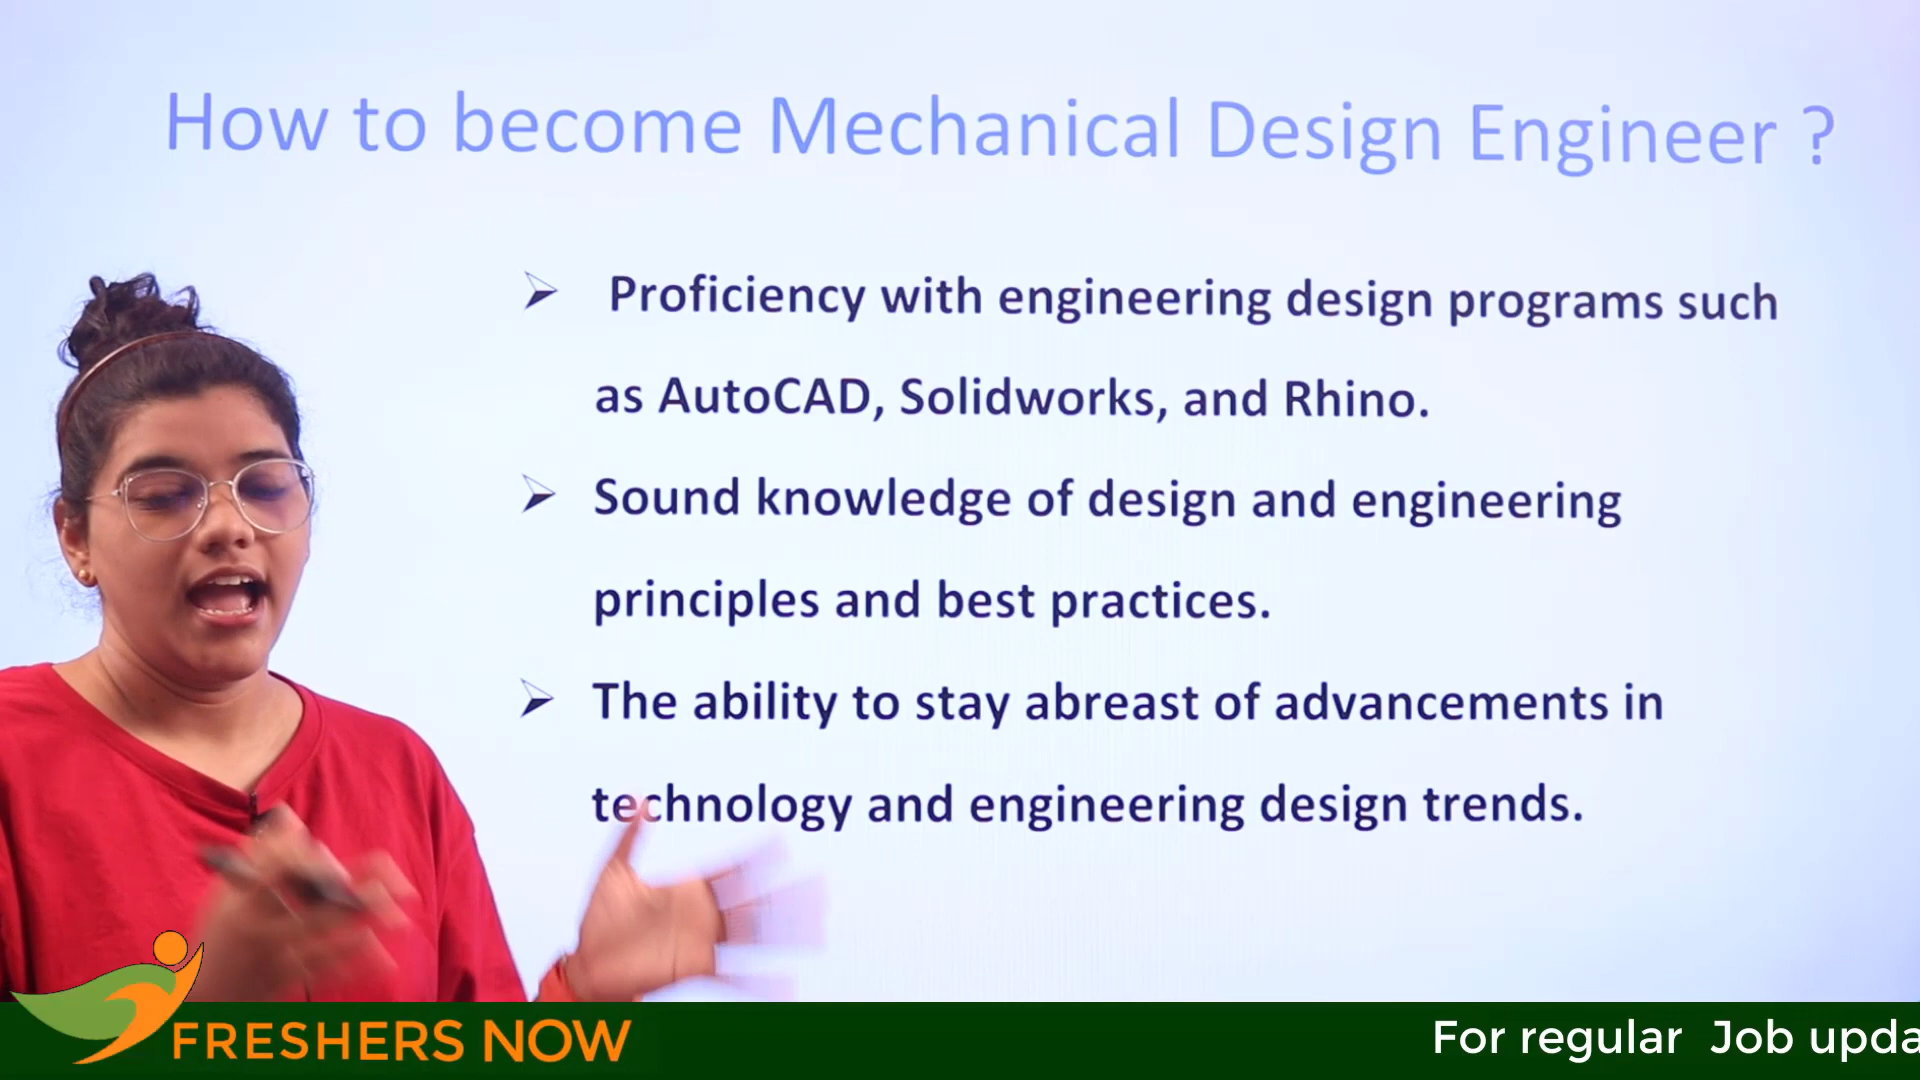 How to become Mechanical Design Engineer ?
Proficiency with engineering design programs such
as AutoCAD, Solidworks, and Rhino.
Sound knowledge of design and engineering
principles and best practices.
The ability to stay abreast of advancements in
technology and engineering design trends.
FRESHERS NOW
For regular Job upda